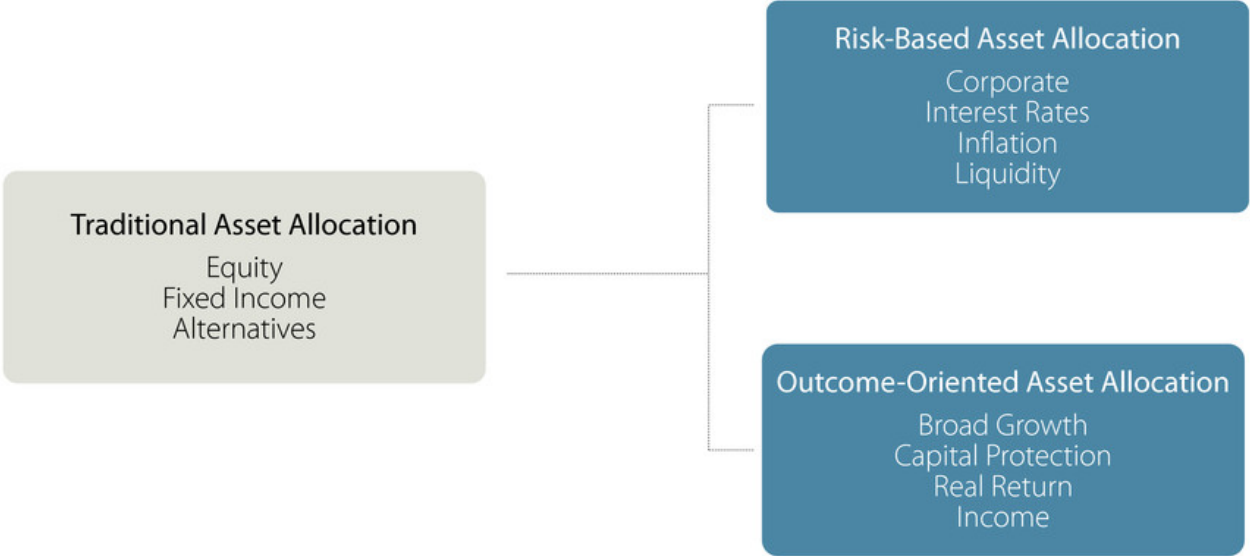 Traditional Asset Allocation
Equity
Fixed Income
Alternatives
Risk-Based Asset Allocation
Corporate
Interest Rates
Inflation
Liquidity
Outcome-Oriented Asset Allocation
Broad Growth
Capital Protection
Real Return
Income